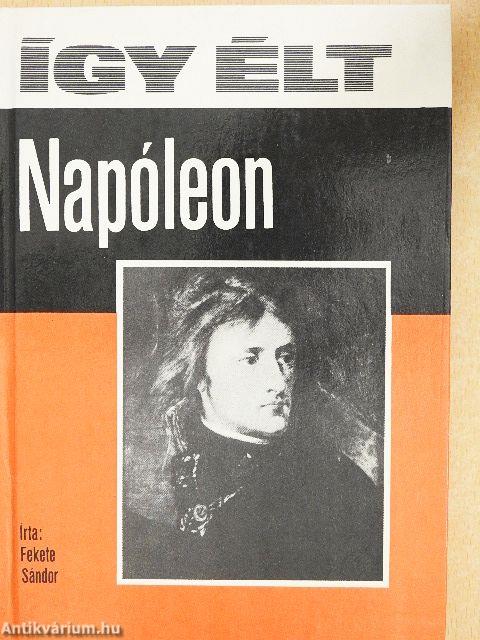 ÍGY ÉLT
Napóleon
Írta:
Fekete
Sándor
Antikvárium.hu